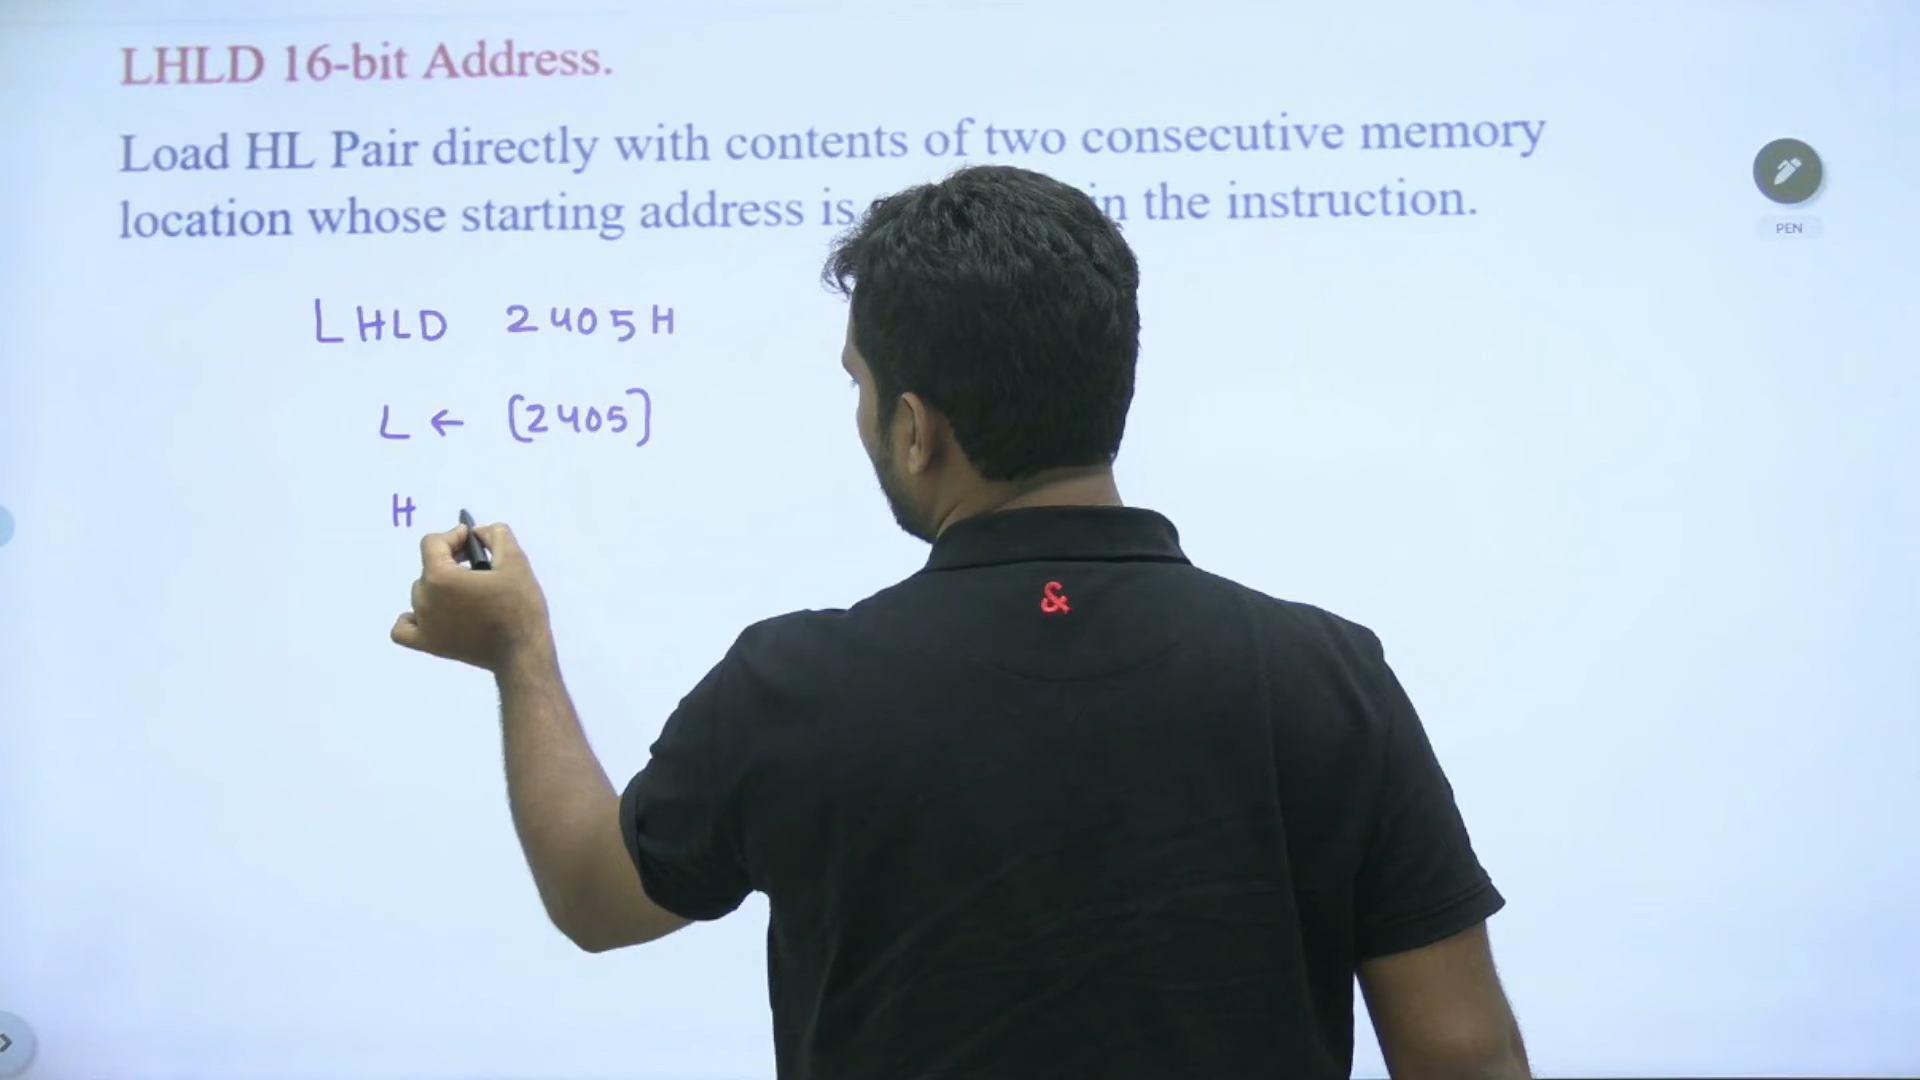 LHLD 16-bit Address.
Load HL Pair directly with contents of two consecutive memory
location whose starting address is in the instruction.
PEN
LHLD 2405H
L ← [2405]
H
&